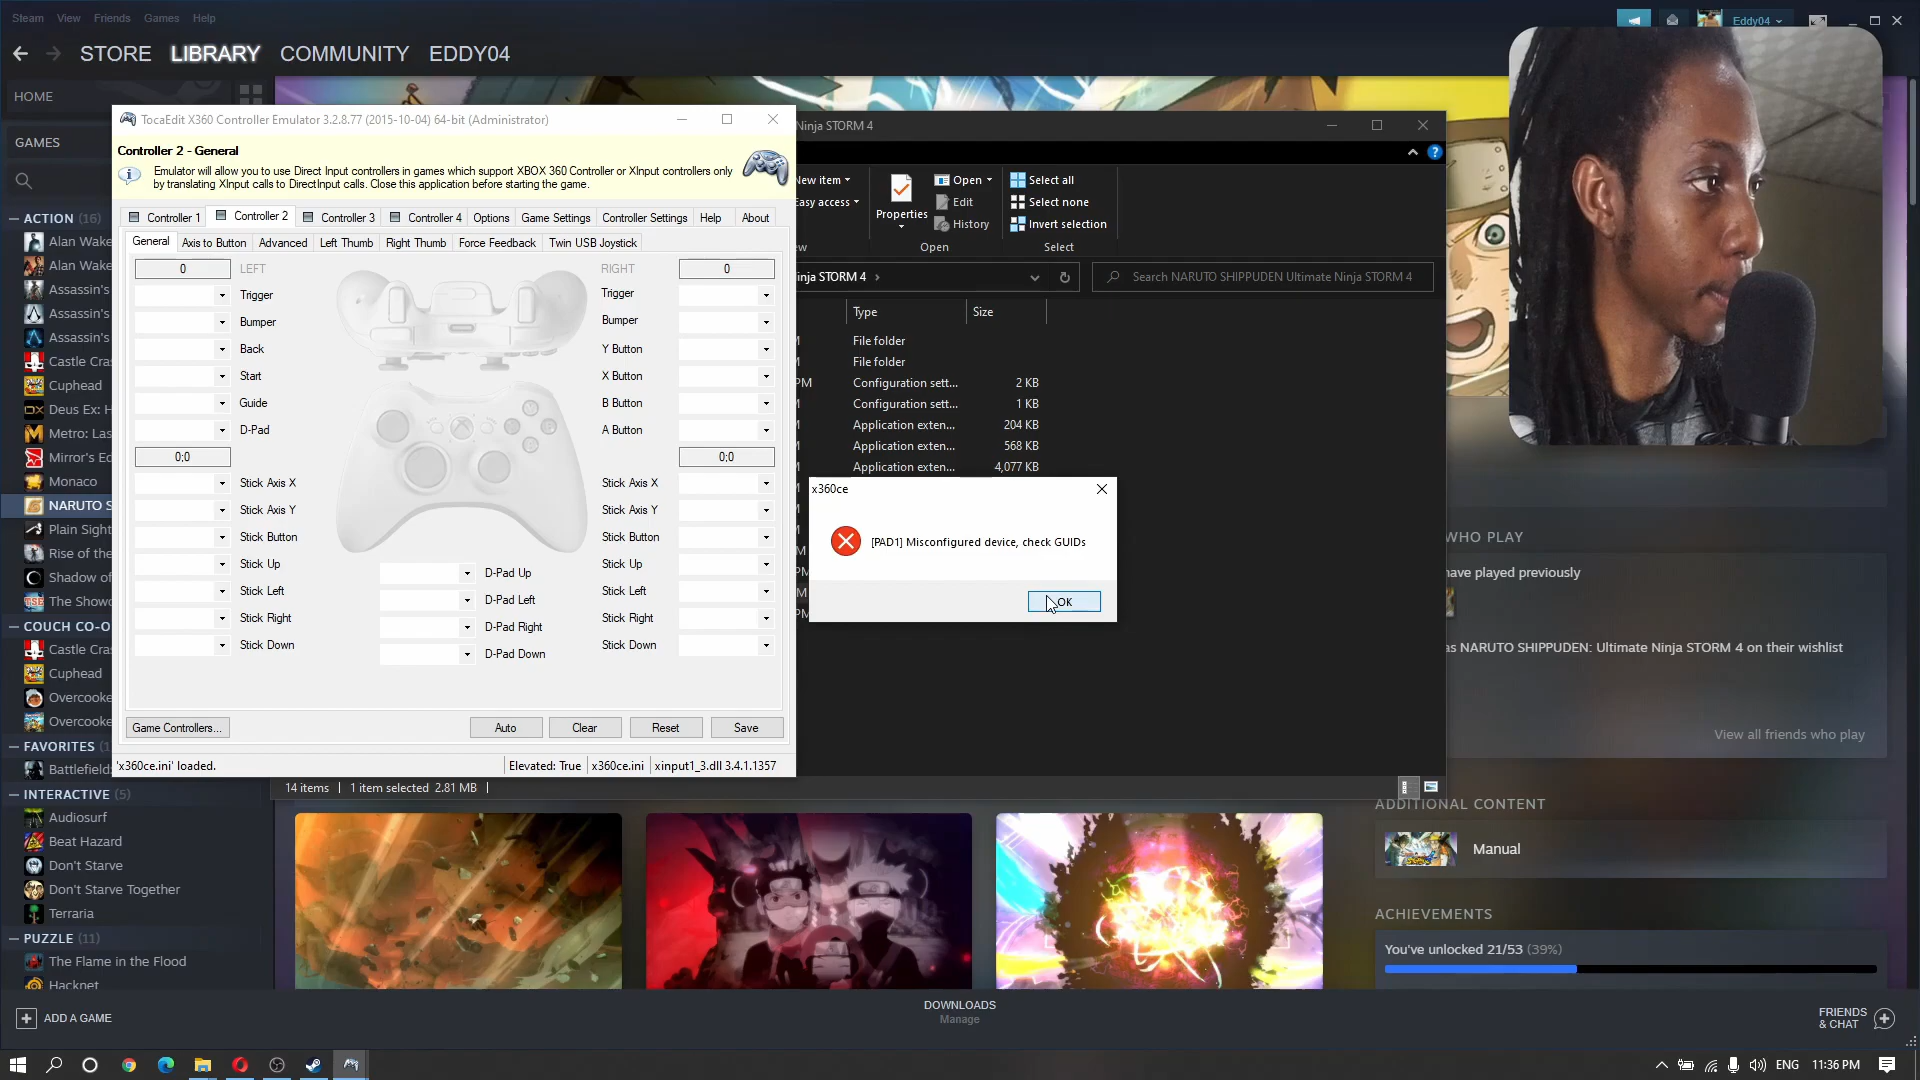 Steam View Friends Games Help
Eddy04
STORE LIBRARY COMMUNITY EDDY04
HOME
GAMES
ACTION (16)
Alan Wake
Alan Wake
Assassin's
Assassin's
Assassin's
Castle Cra
Cuphead
Deus Ex: H
Metro: Las
Mirror's Ed
Monaco
NARUTO S
Plain Sight
Rise of the
Shadow of
The Showd
COUCH CO-O
Castle Cra
Cuphead
Overcooke
Overcooke
FAVORITES
Battlefield
INTERACTIVE (5)
Audiosurf
Beat Hazard
Don't Starve
Don't Starve Together
Terraria
PUZZLE (11)
The Flame in the Flood
Hacknet
ADD A GAME
TocaEdit X360 Controller Emulator 3.2.8.77 (2015-10-04) 64-bit (Administrator)
Controller 2 - General
Emulator will allow you to use Direct Input controllers in games which support XBOX 360 Controller or XInput controllers only
by translating XInput calls to DirectInput calls. Close this application before starting the game.
Controller 1 Controller 2 Controller 3 Controller 4 Options Game Settings Controller Settings Help About
General Axis to Button Advanced Left Thumb Right Thumb Force Feedback Twin USB Joystick
0 LEFT RIGHT 0
Trigger Trigger
Bumper Bumper
Back Y Button
Start X Button
Guide B Button
D-Pad A Button
0;0 0;0
Stick Axis X Stick Axis X
Stick Axis Y Stick Axis Y
Stick Button Stick Button
Stick Up D-Pad Up Stick Up
Stick Left D-Pad Left Stick Left
Stick Right D-Pad Right Stick Right
Stick Down D-Pad Down Stick Down
Game Controllers... Auto Clear Reset Save
'x360ce.ini' loaded. Elevated: True x360ce.ini xinput1_3.dll 3.4.1.1357
Ninja STORM 4
New item
Easy access
Properties
Open
Edit
History
Open
Select all
Select none
Invert selection
Select
inja STORM 4
Search NARUTO SHIPPUDEN Ultimate Ninja STORM 4
Type Size
File folder
File folder
PM Configuration sett... 2 KB
Configuration sett... 1 KB
Application exten... 204 KB
Application exten... 568 KB
Application exten... 4,077 KB
x360ce
[PAD1] Misconfigured device, check GUIDs
OK
14 items 1 item selected 2.81 MB
WHO PLAY
have played previously
as NARUTO SHIPPUDEN: Ultimate Ninja STORM 4 on their wishlist
View all friends who play
ADDITIONAL CONTENT
Manual
ACHIEVEMENTS
You've unlocked 21/53 (39%)
DOWNLOADS
Manage
FRIENDS
& CHAT
ENG 11:36 PM